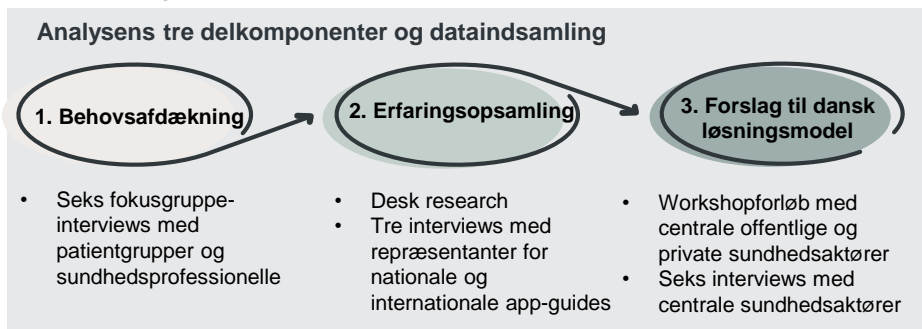 Analysens tre delkomponenter og dataindsamling
1. Behovsafdækning
2. Erfaringsopsamling
3. Forslag til dansk
løsningsmodel
• Seks fokusgruppe-
interviews med
patientgrupper og
sundhedsprofessionelle
• Desk research
• Tre interviews med
repræsentanter for
nationale og
internationale app-guides
• Workshopforløb med
centrale offentlige og
private sundhedsaktører
• Seks interviews med
centrale sundhedsaktører